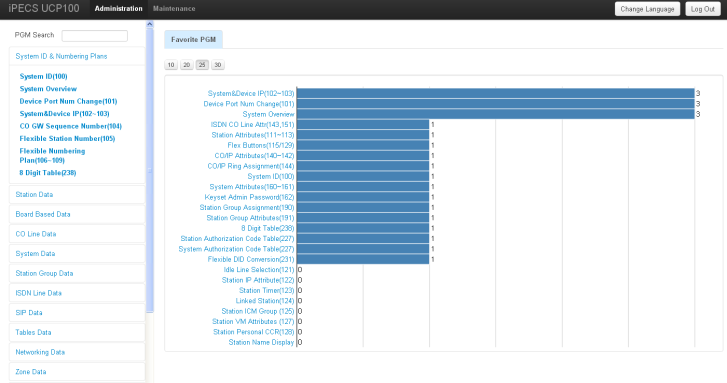 iPECS UCP100 Administration Maintenance Change Language Log Out
PGM Search
System ID & Numbering Plans
System ID(100)
System Overview
Device Port Num Change(101)
System&Device IP(102~103)
CO GW Sequence Number(104)
Flexible Station Number(105)
Flexible Numbering
Plan(106~109)
8 Digit Table(238)
Station Data
Board Based Data
CO Line Data
System Data
Station Group Data
ISDN Line Data
SIP Data
Tables Data
Networking Data
Zone Data
Favorite PGM
10 20 25 30
System&Device IP(102~103) 3
Device Port Num Change(101) 3
System Overview 3
ISDN CO Line Attr(143,151) 1
Station Attributes(111~113) 1
Flex Buttons(115/129) 1
CO/IP Attributes(140~142) 1
CO/IP Ring Assignment(144) 1
System ID(100) 1
System Attributes(160~161) 1
Keyset Admin Password(162) 1
Station Group Assignment(190) 1
Station Group Attributes(191) 1
8 Digit Table(238) 1
Station Authorization Code Table(227) 1
System Authorization Code Table(227) 1
Flexible DID Conversion(231) 1
Idle Line Selection(121) 0
Station IP Attribute(122) 0
Station Timer(123) 0
Linked Station(124) 0
Station ICM Group (125) 0
Station VM Attributes (127) 0
Station Personal CCR(128) 0
Station Name Display 0